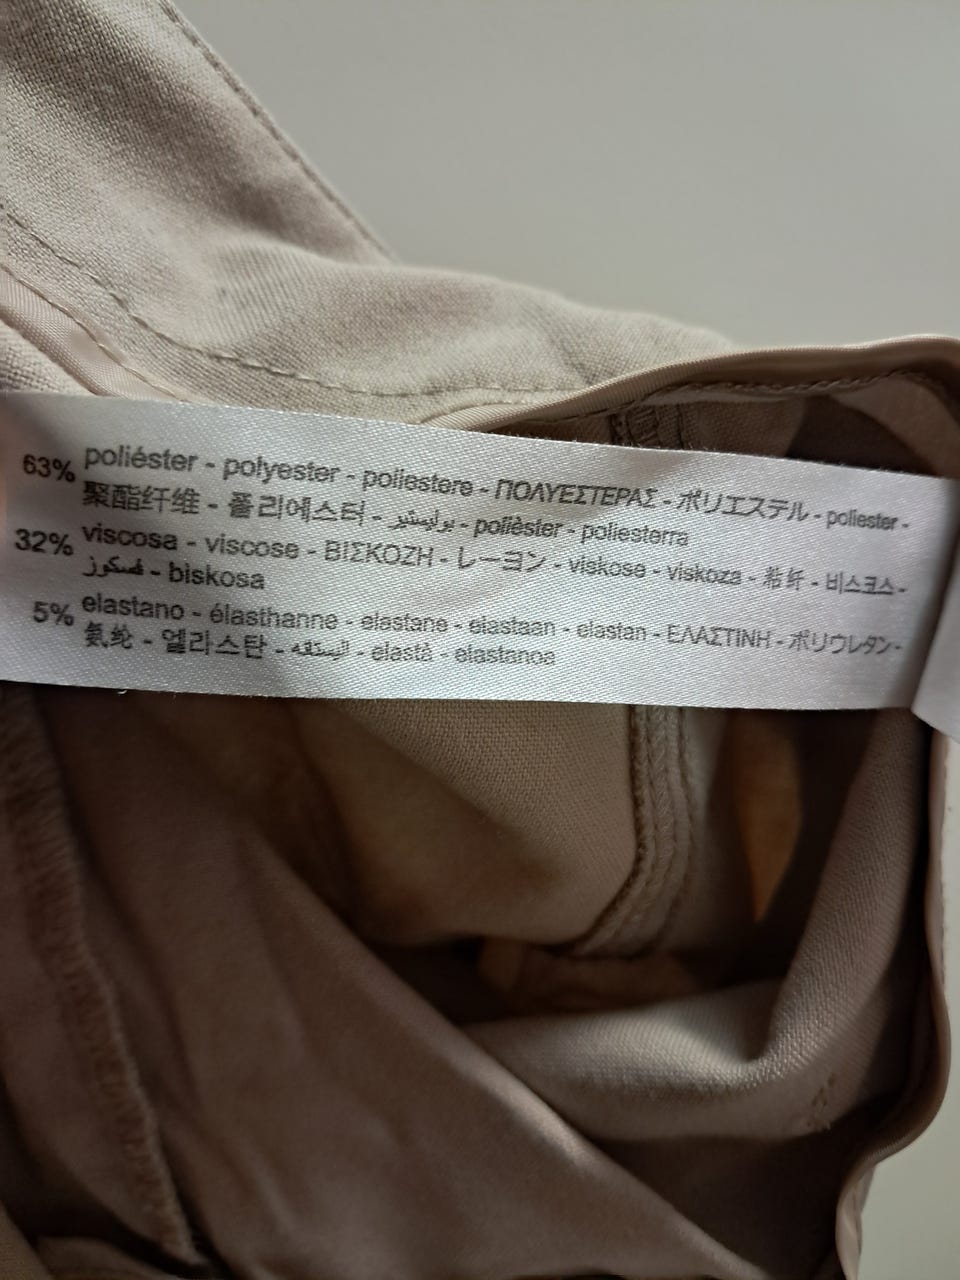 63% poliéster - polyester - poliestere - ΠΟΛΥΕΣΤΕΡΑΣ - ポリエステル - poliester -
聚酯纤维 - 폴리에스터 - بوليستير - polièster - poliesterra
32% viscosa - viscose - ΒΙΣΚΟΖΗ - レーヨン - viskose - viskoza - 粘纤 - 비스코스 -
فسكوز - biskosa
5% elastano - élasthanne - elastane - elastaan - elastan - ΕΛΑΣΤΙΝΗ - ポリウレタン -
氨纶 - 엘리스탄 - اليستقه - elastà - elastanoa